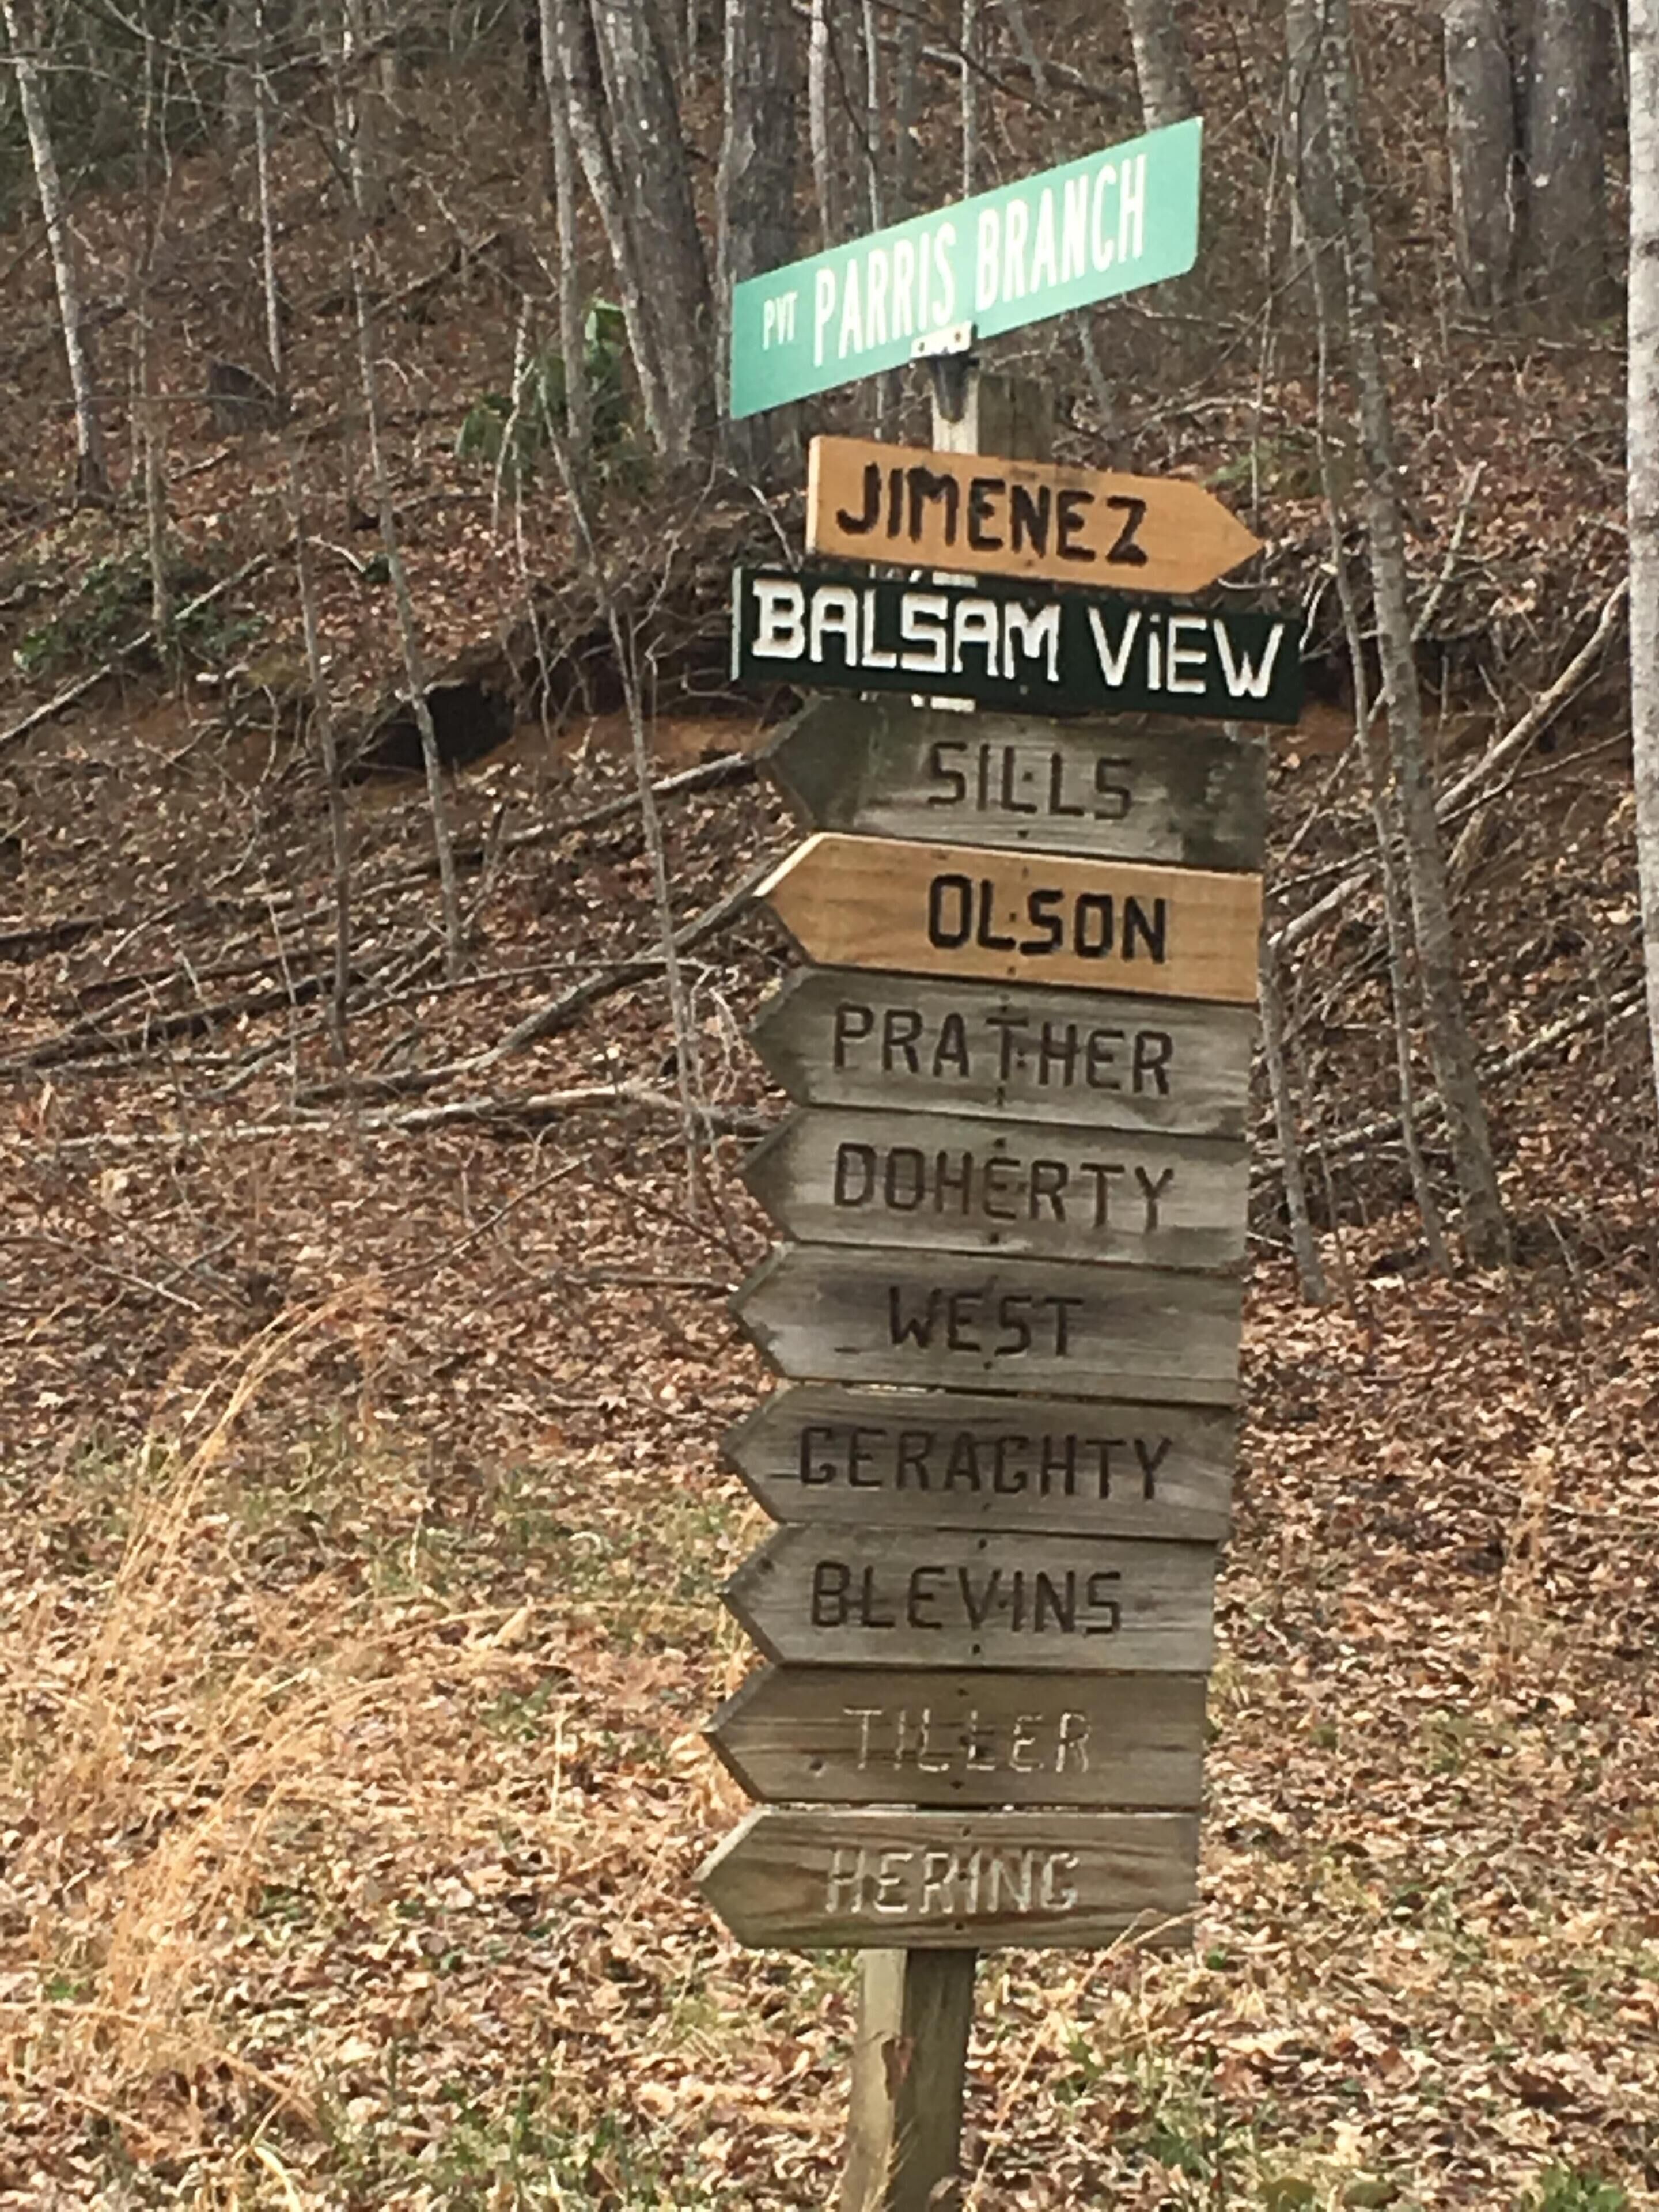 PVT PARRIS BRANCH
JIMENEZ
BALSAM ViEW
SILLS
OLSON
PRATHER
DOHERTY
WEST
GERAGHTY
BLEVINS
TILLER
HERING